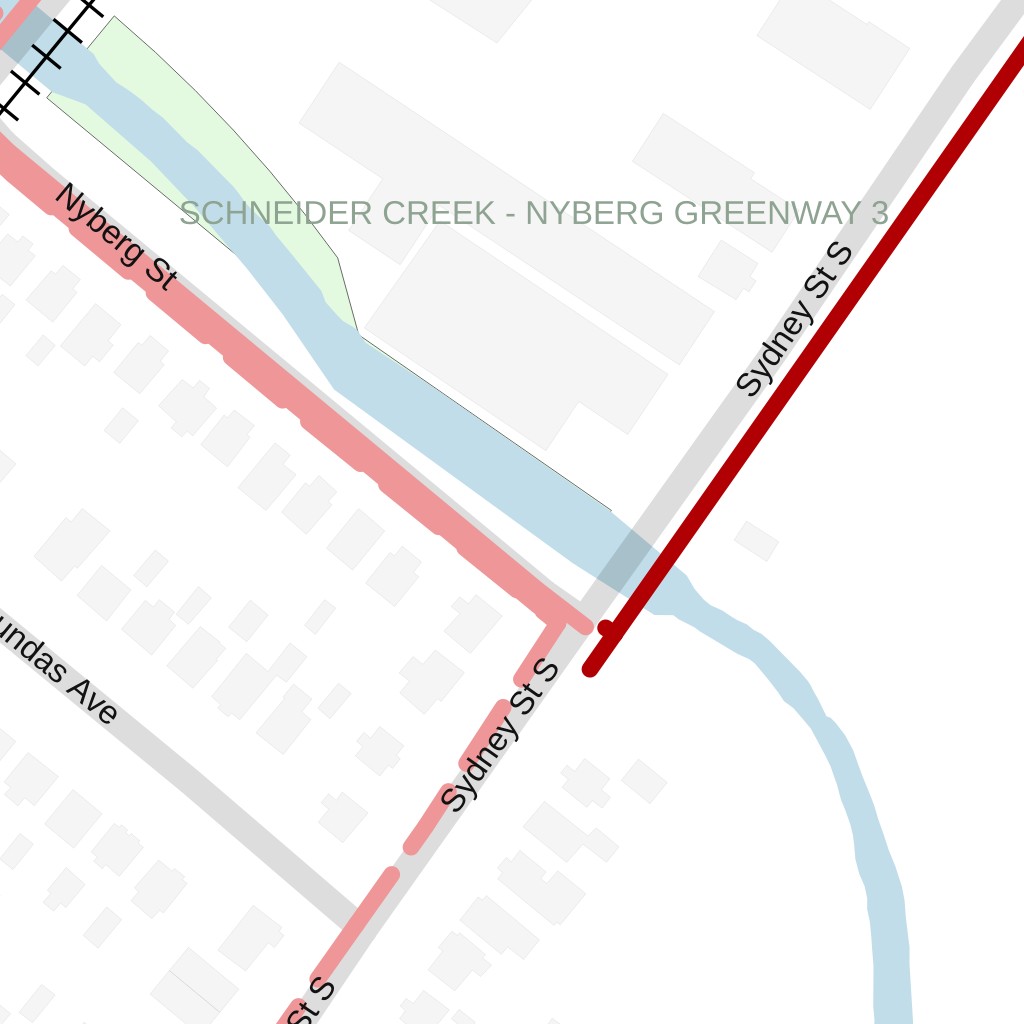 Nyberg St
SCHNEIDER CREEK - NYBERG GREENWAY 3
Sydney St S
Sydney St S
undas Ave
St S